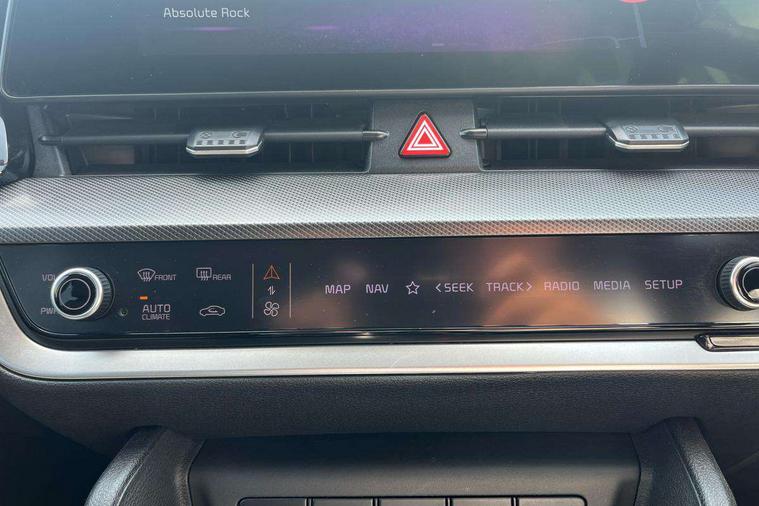 Absolute Rock
VOL
FRONT
REAR
PWR
AUTO
CLIMATE
MAP NAV < SEEK TRACK > RADIO MEDIA SETUP